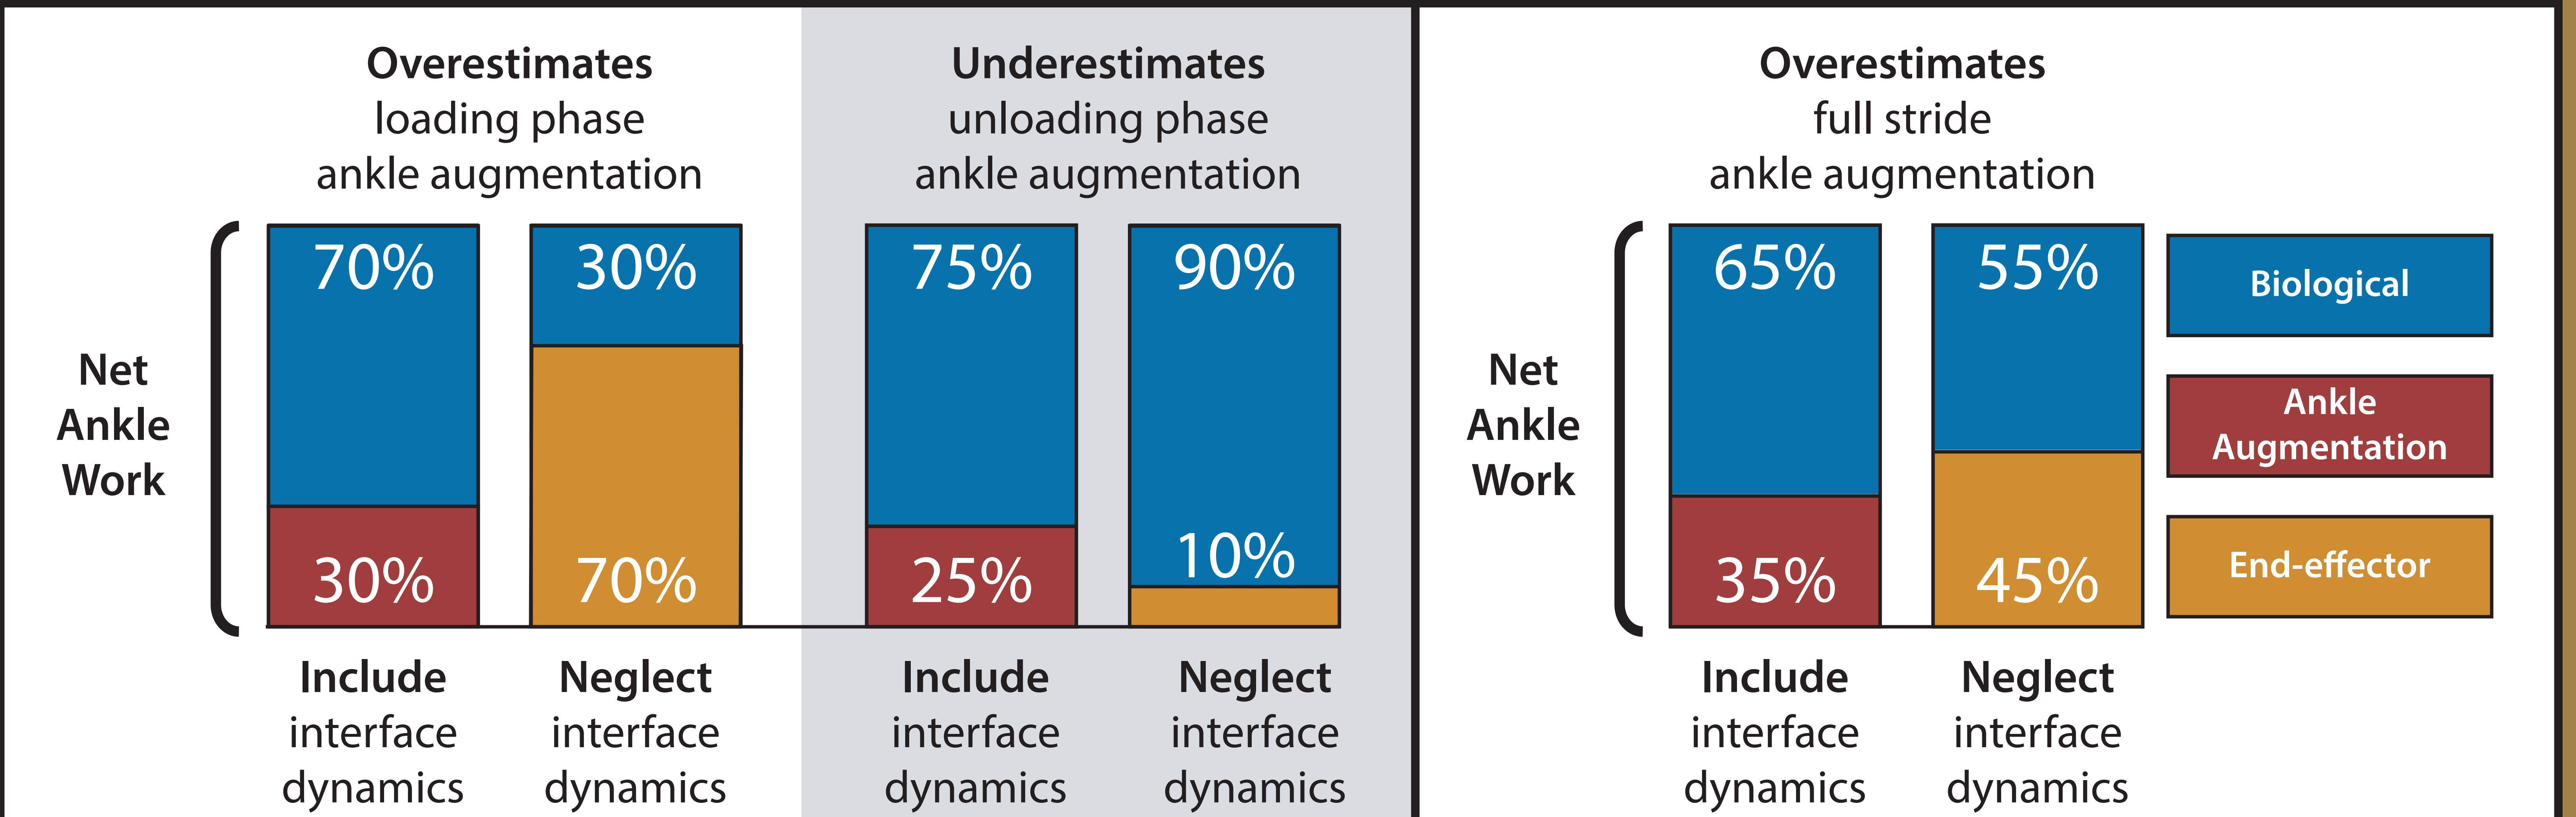 Overestimates
loading phase
ankle augmentation
Net
Ankle
Work
70%
30%
30%
70%
Include
interface
dynamics
Neglect
interface
dynamics
Underestimates
unloading phase
ankle augmentation
75%
25%
90%
10%
Include
interface
dynamics
Neglect
interface
dynamics
Overestimates
full stride
ankle augmentation
Net
Ankle
Work
65%
35%
55%
45%
Include
interface
dynamics
Neglect
interface
dynamics
Biological
Ankle
Augmentation
End-effector